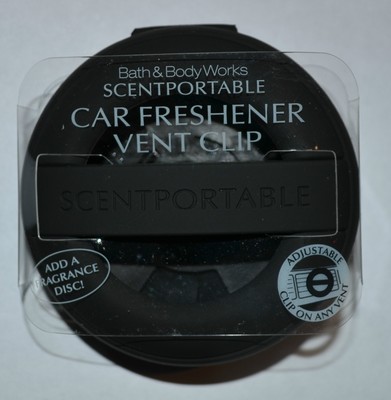 Bath & Body Works
SCENTPORTABLE
CAR FRESHENER
VENT CLIP
SCENTPORTABLE
ADD A
FRAGRANCE
DISC!
ADJUSTABLE
CLIP ON ANY VENT